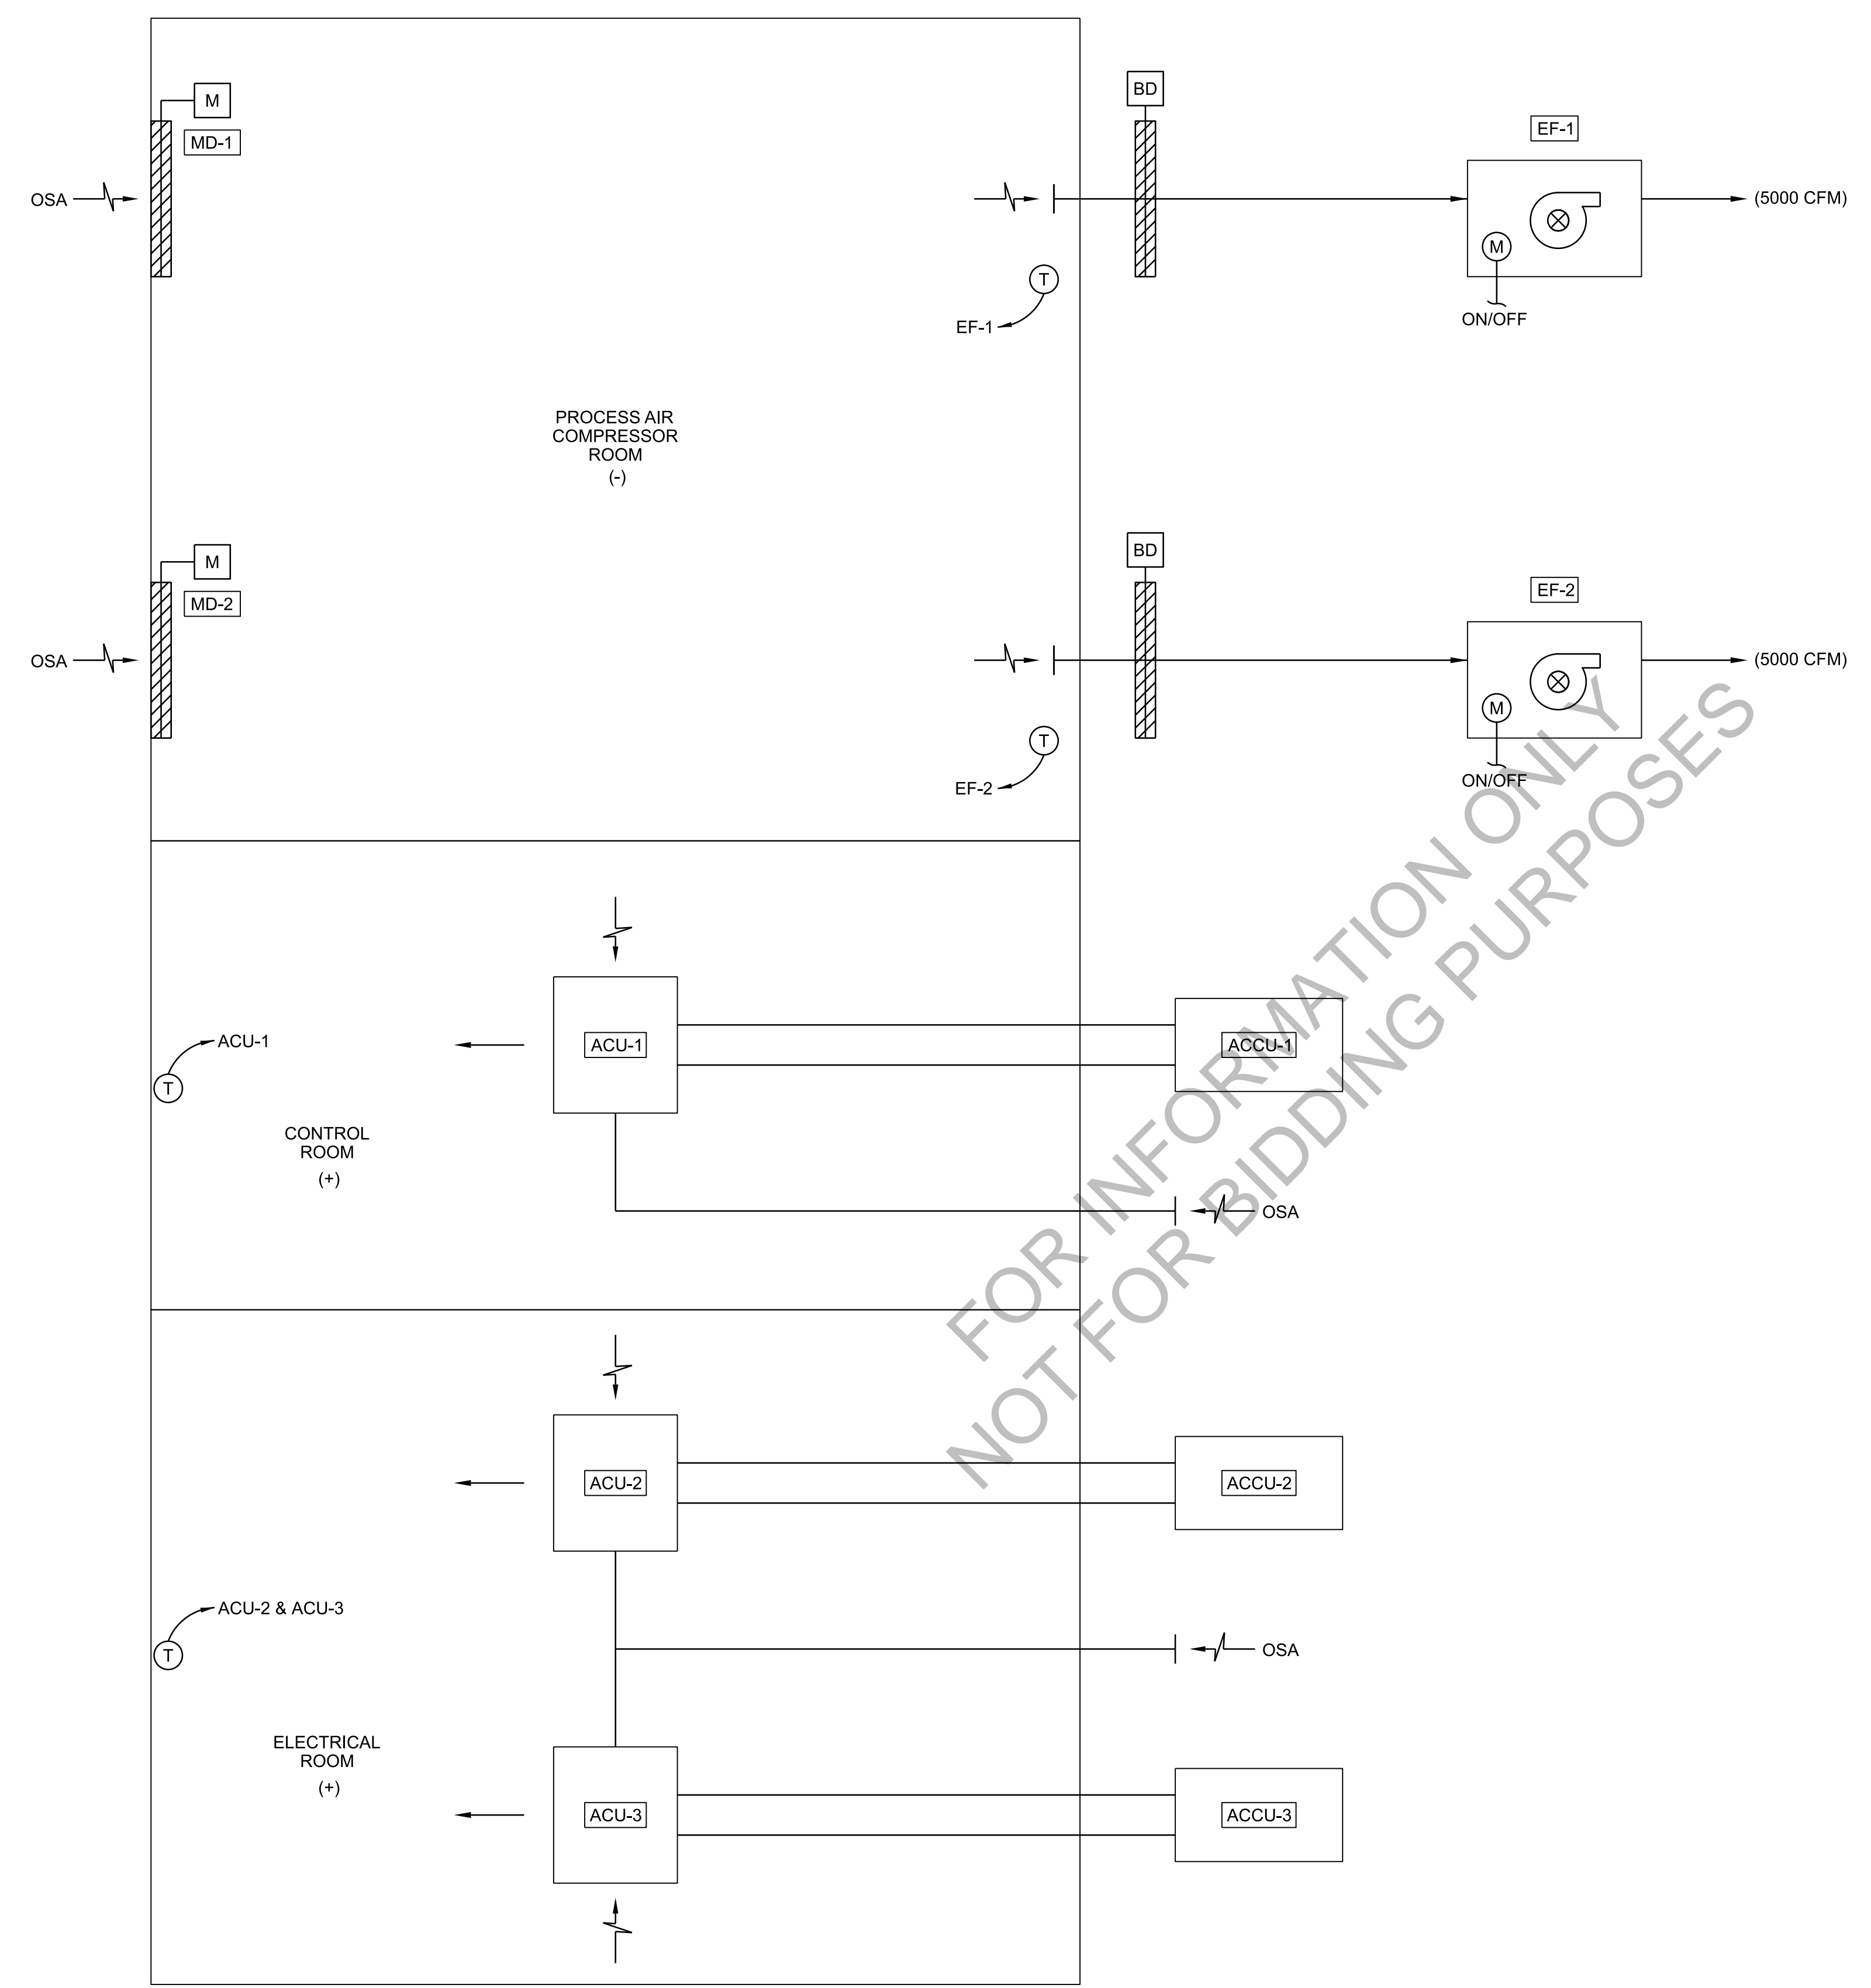 M
BD
MD-1
EF-1
OSA
(5000 CFM)
T
M
EF-1
ON/OFF
PROCESS AIR
COMPRESSOR
ROOM
(-)
M
BD
MD-2
EF-2
OSA
(5000 CFM)
T
M
EF-2
ON/OFF
ACU-1
T
ACU-1
ACCU-1
CONTROL
ROOM
(+)
OSA
ACU-2
ACCU-2
ACU-2 & ACU-3
T
OSA
ELECTRICAL
ROOM
(+)
ACU-3
ACCU-3
FOR INFORMATION ONLY
NOT FOR BIDDING PURPOSES